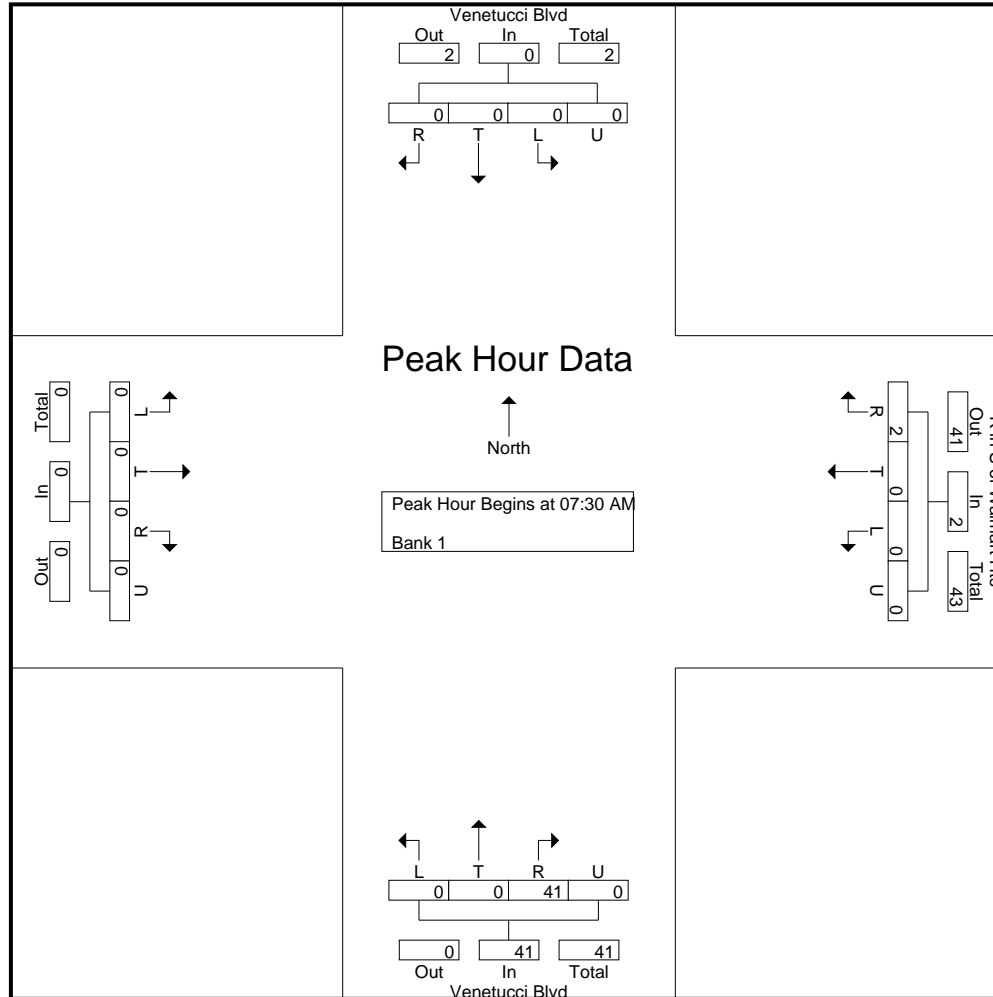 Venetucci Blvd
Out In Total
2 0 2
0 0 0 0
R T L U
Peak Hour Data
North
Peak Hour Begins at 07:30 AM
Bank 1
Total In Out
0 0 0
0 0 0 0
L T R U
Out In Total
41 2 43
2 0 0 0
R T L U
L T R U
0 0 41 0
0 41 41
Out In Total
Venetucci Blvd